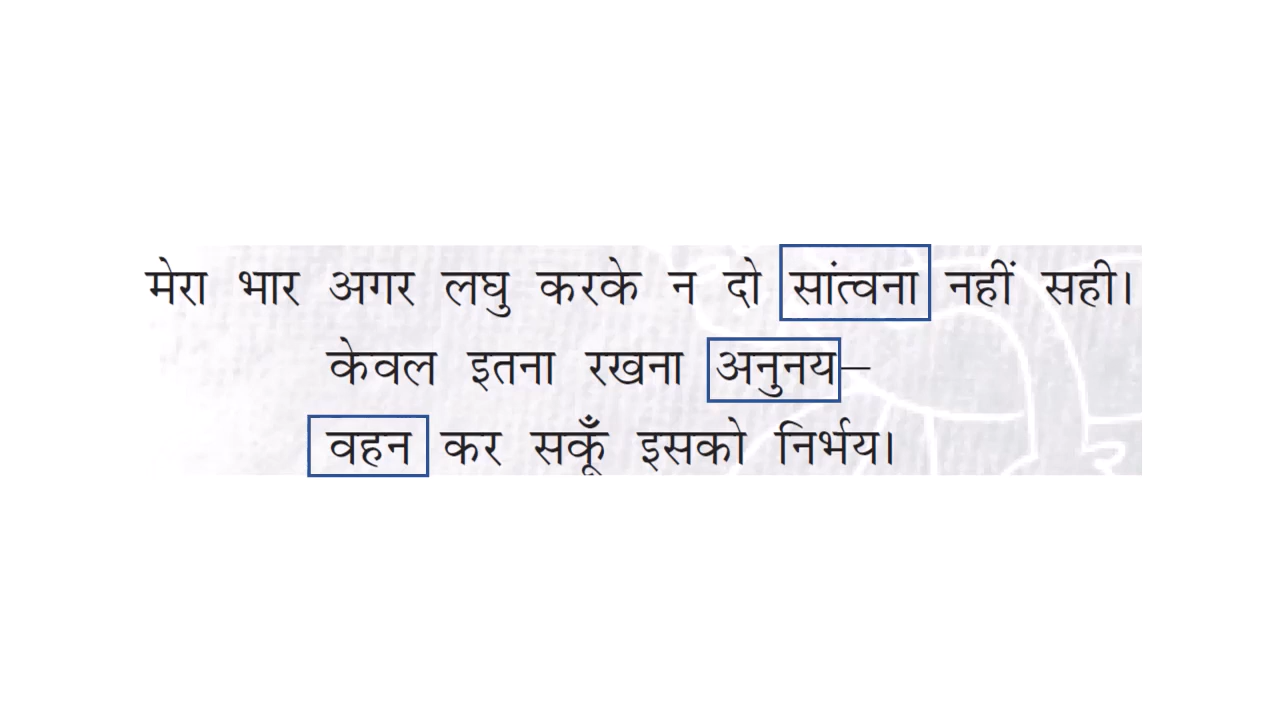 मेरा भार अगर लघु करके न दो सांत्वना नहीं सही।
केवल इतना रखना अनुनय–
वहन कर सकूँ इसको निर्भय।